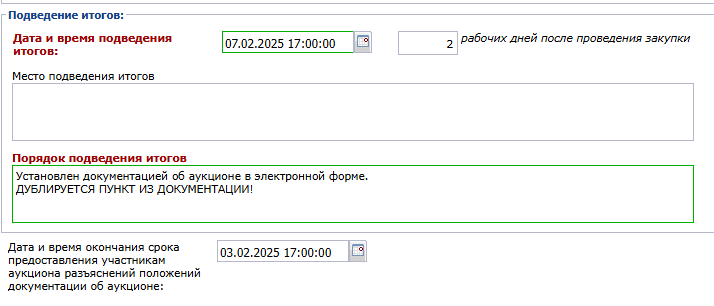 Подведение итогов:
Дата и время подведения
итогов:
07.02.2025 17:00:00
2
рабочих дней после проведения закупки
Место подведения итогов
Порядок подведения итогов
Установлен документацией об аукционе в электронной форме.
ДУБЛИРУЕТСЯ ПУНКТ ИЗ ДОКУМЕНТАЦИИ!
Дата и время окончания срока
предоставления участникам
аукциона разъяснений положений
документации об аукционе:
03.02.2025 17:00:00